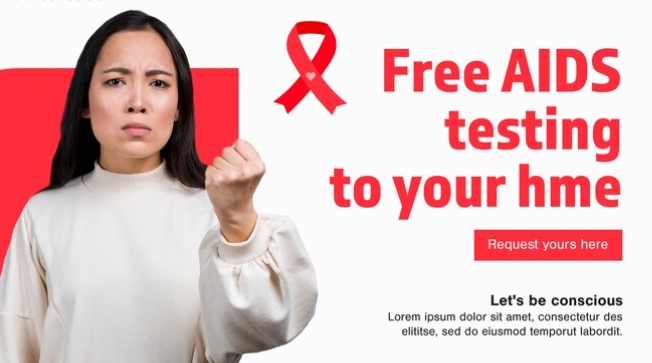 Free AIDS
testing
to your hme
Request yours here
Let's be conscious
Lorem ipsum dolor sit amet, consectetur des
elititse, sed do eiusmod temporut labordit.